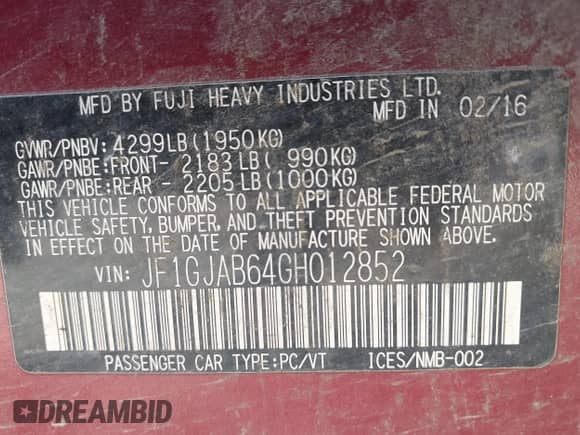 MFD BY FUJI HEAVY INDUSTRIES LTD.
MFD IN 02/16
GVWR/PNBV: 4299LB(1950KG)
GAWR/PNBE:FRONT- 2183LB( 990KG)
GAWR/PNBE:REAR - 2205-LB(1000KG)
THIS VEHICLE CONFORMS TO ALL APPLICABLE FEDERAL MOTOR
VEHICLE SAFETY, BUMPER, AND THEFT PREVENTION STANDARDS
IN EFFECT ON THE DATE OF MANUFACTURE SHOWN ABOVE.
VIN: JF1GJAB64GH012852
PASSENGER CAR TYPE:PC/VT ICES/NMB-002
DREAMBID